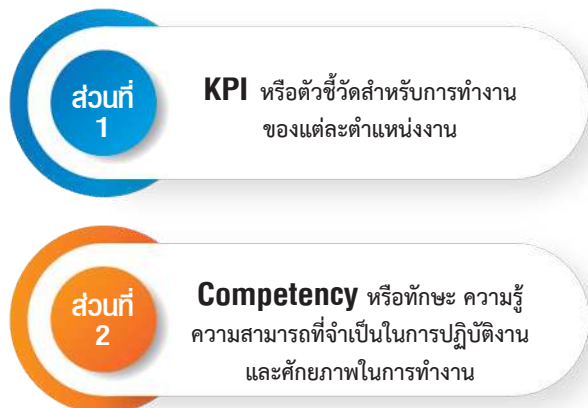 ส่วนที่
1
KPI หรือตัวชี้วัดสำหรับการทำงาน
ของแต่ละตำแหน่งงาน
ส่วนที่
2
Competency หรือทักษะ ความรู้
ความสามารถที่จำเป็นในการปฏิบัติงาน
และศักยภาพในการทำงาน